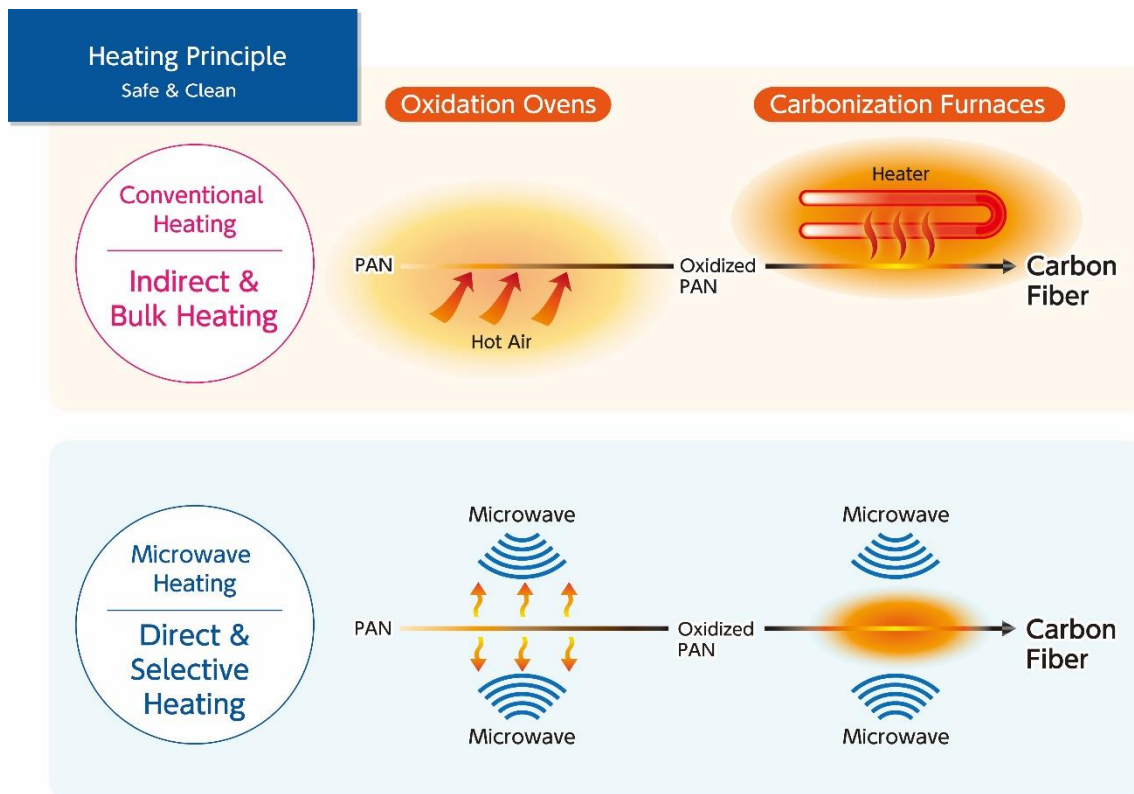 Heating Principle
Safe & Clean
Oxidation Ovens
Carbonization Furnaces
Conventional
Heating
Indirect &
Bulk Heating
PAN
Hot Air
Oxidized
PAN
Heater
Carbon
Fiber
Microwave
Heating
Direct &
Selective
Heating
Microwave
PAN
Microwave
Oxidized
PAN
Microwave
Microwave
Carbon
Fiber